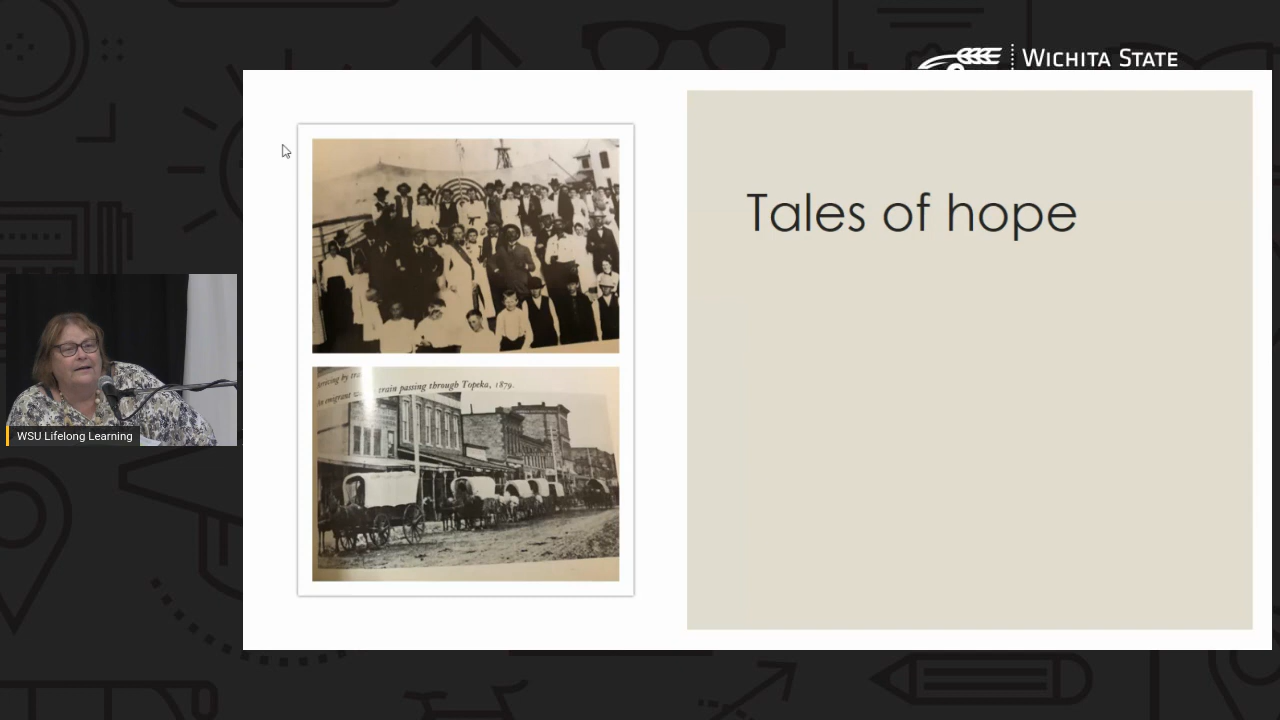 WICHITA STATE
Tales of hope
train passing through Topeka, 1879.
WSU Lifelong Learning